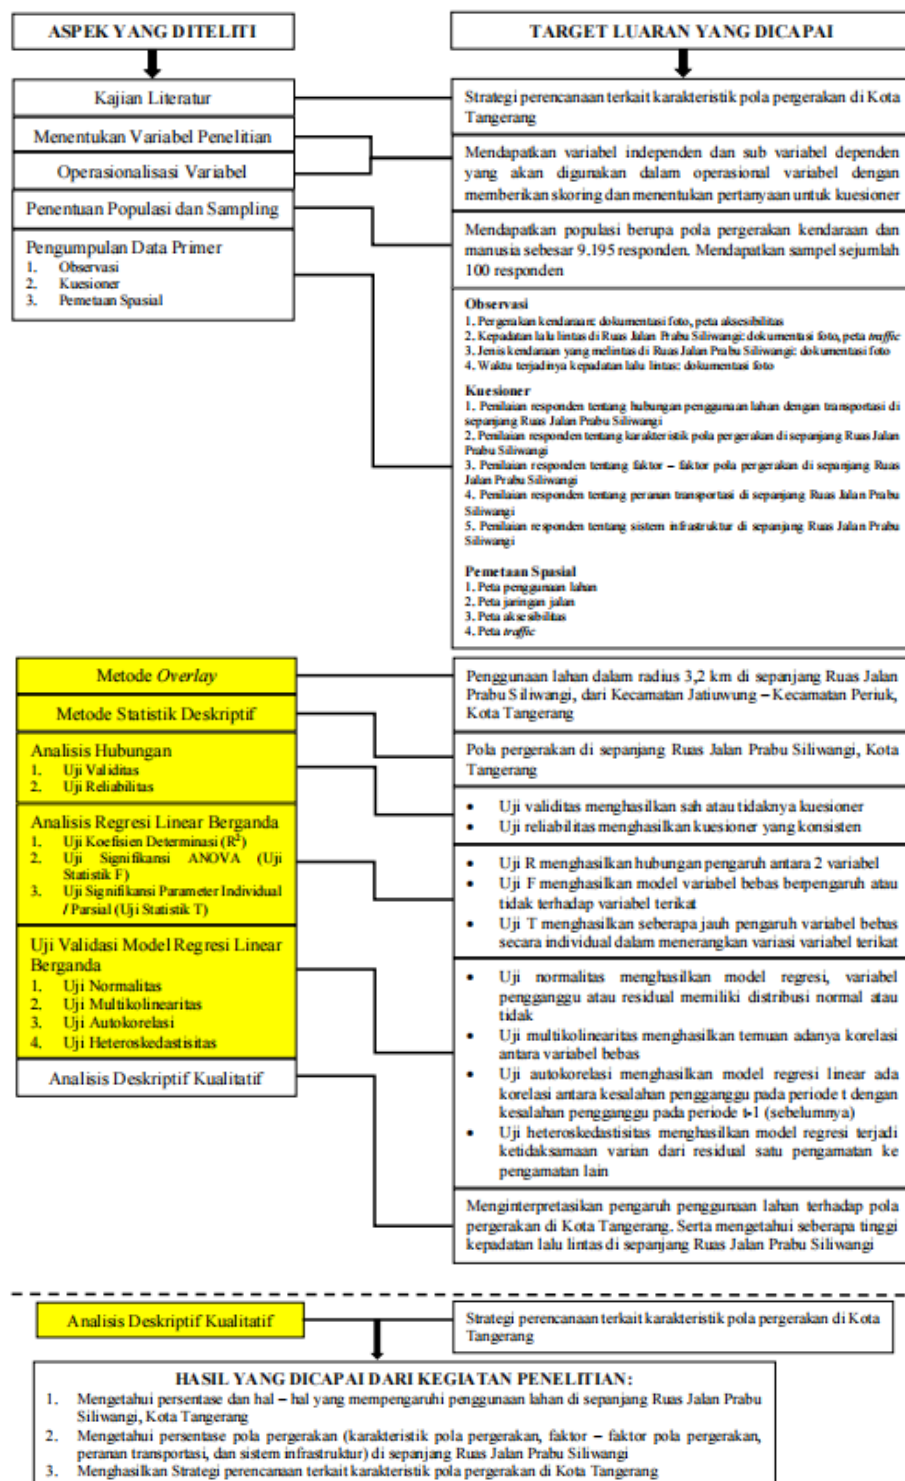 ASPEK YANG DITELITI
TARGET LUARAN YANG DICAPAI
Kajian Literatur
Strategi perencanaan terkait karakteristik pola pergerakan di Kota
Tangerang
Menentukan Variabel Penelitian
Operasionalisasi Variabel
Mendapatkan variabel independen dan sub variabel dependen
yang akan digunakan dalam operasional variabel dengan
memberikan skoring dan menentukan pertanyaan untuk kuesioner
Penentuan Populasi dan Sampling
Mendapatkan populasi berupa pola pergerakan kendaraan dan
manusia sebesar 9.195 responden. Mendapatkan sampel sejumlah
100 responden
Pengumpulan Data Primer
1. Observasi
2. Kuesioner
3. Pemetaan Spasial
Observasi
1. Pergerakan kendaraan: dokumentasi foto, peta aksesibilitas
2. Kepadatan lalu lintas di Ruas Jalan Prabu Siliwangi: dokumentasi foto, peta traffic
3. Jenis kendaraan yang melintas di Ruas Jalan Prabu Siliwangi: dokumentasi foto
4. Waktu terjadinya kepadatan lalu lintas: dokumentasi foto
Kuesioner
1. Penilaian responden tentang hubungan penggunaan lahan dengan transportasi di
sepanjang Ruas Jalan Prabu Siliwangi
2. Penilaian responden tentang karakteristik pola pergerakan di sepanjang Ruas Jalan
Prabu Siliwangi
3. Penilaian responden tentang faktor – faktor pola pergerakan di sepanjang Ruas
Jalan Prabu Siliwangi
4. Penilaian responden tentang peranan transportasi di sepanjang Ruas Jalan Prabu
Siliwangi
5. Penilaian responden tentang sistem infrastruktur di sepanjang Ruas Jalan Prabu
Siliwangi
Pemetaan Spasial
1. Peta penggunaan lahan
2. Peta jaringan jalan
3. Peta aksesibilitas
4. Peta traffic
Metode Overlay
Penggunaan lahan dalam radius 3,2 km di sepanjang Ruas Jalan
Prabu Siliwangi, dari Kecamatan Jatiuwung – Kecamatan Periuk,
Kota Tangerang
Metode Statistik Deskriptif
Pola pergerakan di sepanjang Ruas Jalan Prabu Siliwangi, Kota
Tangerang
Analisis Hubungan
1. Uji Validitas
2. Uji Reliabilitas
• Uji validitas menghasilkan sah atau tidaknya kuesioner
• Uji reliabilitas menghasilkan kuesioner yang konsisten
Analisis Regresi Linear Berganda
1. Uji Koefisien Determinasi (R²)
2. Uji Signifikansi ANOVA (Uji
Statistik F)
3. Uji Signifikansi Parameter Individual
/ Parsial (Uji Statistik T)
• Uji R menghasilkan hubungan pengaruh antara 2 variabel
• Uji F menghasilkan model variabel bebas berpengaruh atau
tidak terhadap variabel terikat
• Uji T menghasilkan seberapa jauh pengaruh variabel bebas
secara individual dalam menerangkan variasi variabel terikat
Uji Validasi Model Regresi Linear
Berganda
1. Uji Normalitas
2. Uji Multikolinearitas
3. Uji Autokorelasi
4. Uji Heteroskedastisitas
• Uji normalitas menghasilkan model regresi, variabel
pengganggu atau residual memiliki distribusi normal atau
tidak
• Uji multikolinearitas menghasilkan temuan adanya korelasi
antara variabel bebas
• Uji autokorelasi menghasilkan model regresi linear ada
korelasi antara kesalahan pengganggu pada periode t dengan
kesalahan pengganggu pada periode t-1 (sebelumnya)
• Uji heteroskedastisitas menghasilkan model regresi terjadi
ketidaksamaan varian dari residual satu pengamatan ke
pengamatan lain
Analisis Deskriptif Kualitatif
Menginterpretasikan pengaruh penggunaan lahan terhadap pola
pergerakan di Kota Tangerang. Serta mengetahui seberapa tinggi
kepadatan lalu lintas di sepanjang Ruas Jalan Prabu Siliwangi
Analisis Deskriptif Kualitatif
Strategi perencanaan terkait karakteristik pola pergerakan di Kota
Tangerang
HASIL YANG DICAPAI DARI KEGIATAN PENELITIAN:
1. Mengetahui persentase dan hal – hal yang mempengaruhi penggunaan lahan di sepanjang Ruas Jalan Prabu
Siliwangi, Kota Tangerang
2. Mengetahui persentase pola pergerakan (karakteristik pola pergerakan, faktor – faktor pola pergerakan,
peranan transportasi, dan sistem infrastruktur) di sepanjang Ruas Jalan Prabu Siliwangi
3. Menghasilkan Strategi perencanaan terkait karakteristik pola pergerakan di Kota Tangerang